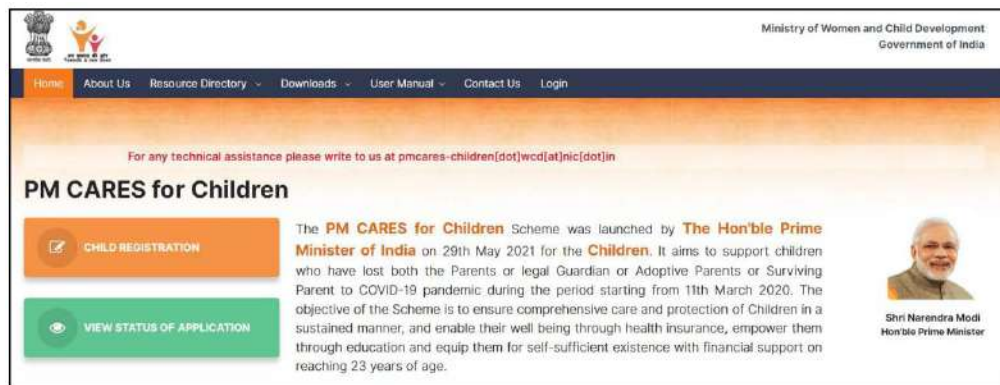 Ministry of Women and Child Development
Government of India
Home About Us Resource Directory Downloads User Manual Contact Us Login
For any technical assistance please write to us at pmcares-children[dot]wcd[at]nic[dot]in
PM CARES for Children
CHILD REGISTRATION
VIEW STATUS OF APPLICATION
The PM CARES for Children Scheme was launched by The Hon'ble Prime
Minister of India on 29th May 2021 for the Children. It aims to support children
who have lost both the Parents or legal Guardian or Adoptive Parents or Surviving
Parent to COVID-19 pandemic during the period starting from 11th March 2020. The
objective of the Scheme is to ensure comprehensive care and protection of Children in a
sustained manner, and enable their well being through health insurance, empower them
through education and equip them for self-sufficient existence with financial support on
reaching 23 years of age.
Shri Narendra Modi
Hon'ble Prime Minister